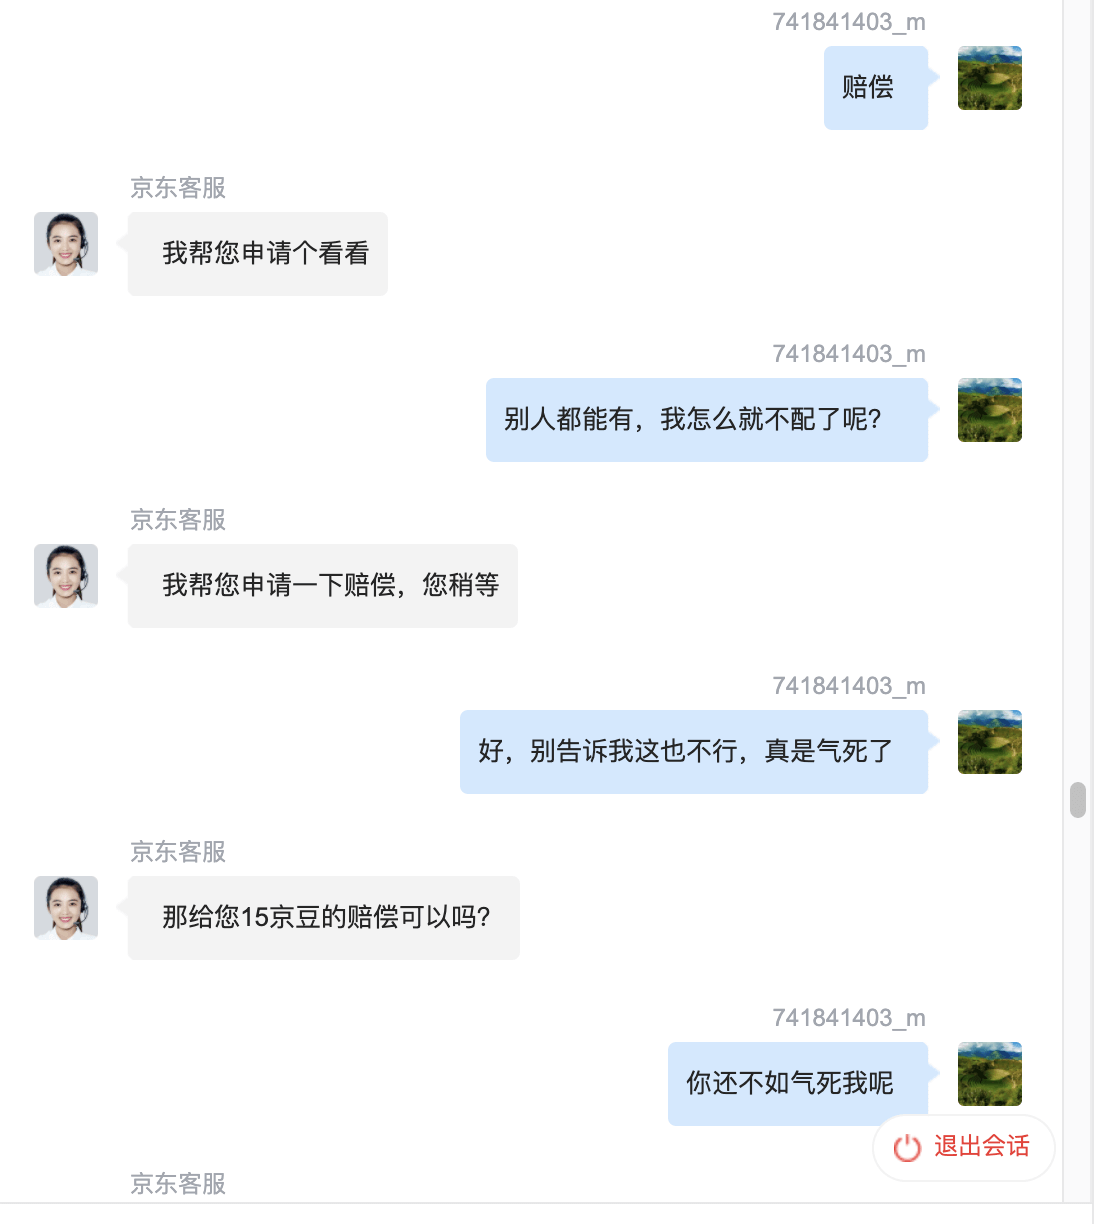 741841403_m
赔偿
京东客服
我帮您申请个看看
741841403_m
别人都能有，我怎么就不配了呢?
京东客服
我帮您申请一下赔偿，您稍等
741841403_m
好，别告诉我这也不行，真是气死了
京东客服
那给您15京豆的赔偿可以吗?
741841403_m
你还不如气死我呢
退出会话
京东客服